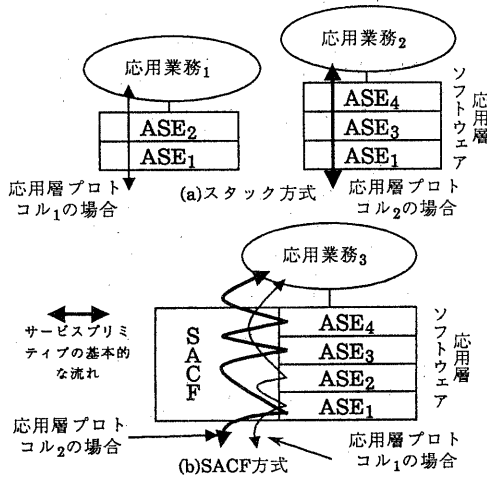 応用業務1
応用業務2
ASE2
ASE1
ASE4
ASE3
ASE1
応用層
ソフトウェア
応用層プロト
コル1の場合
(a)スタック方式
応用層プロト
コル2の場合
応用業務3
サービスプリミ
ティブの基本的
な流れ
SACF
ASE4
ASE3
ASE2
ASE1
応用層
ソフトウェア
応用層プロト
コル2の場合
(b)SACF方式
応用層プロト
コル1の場合